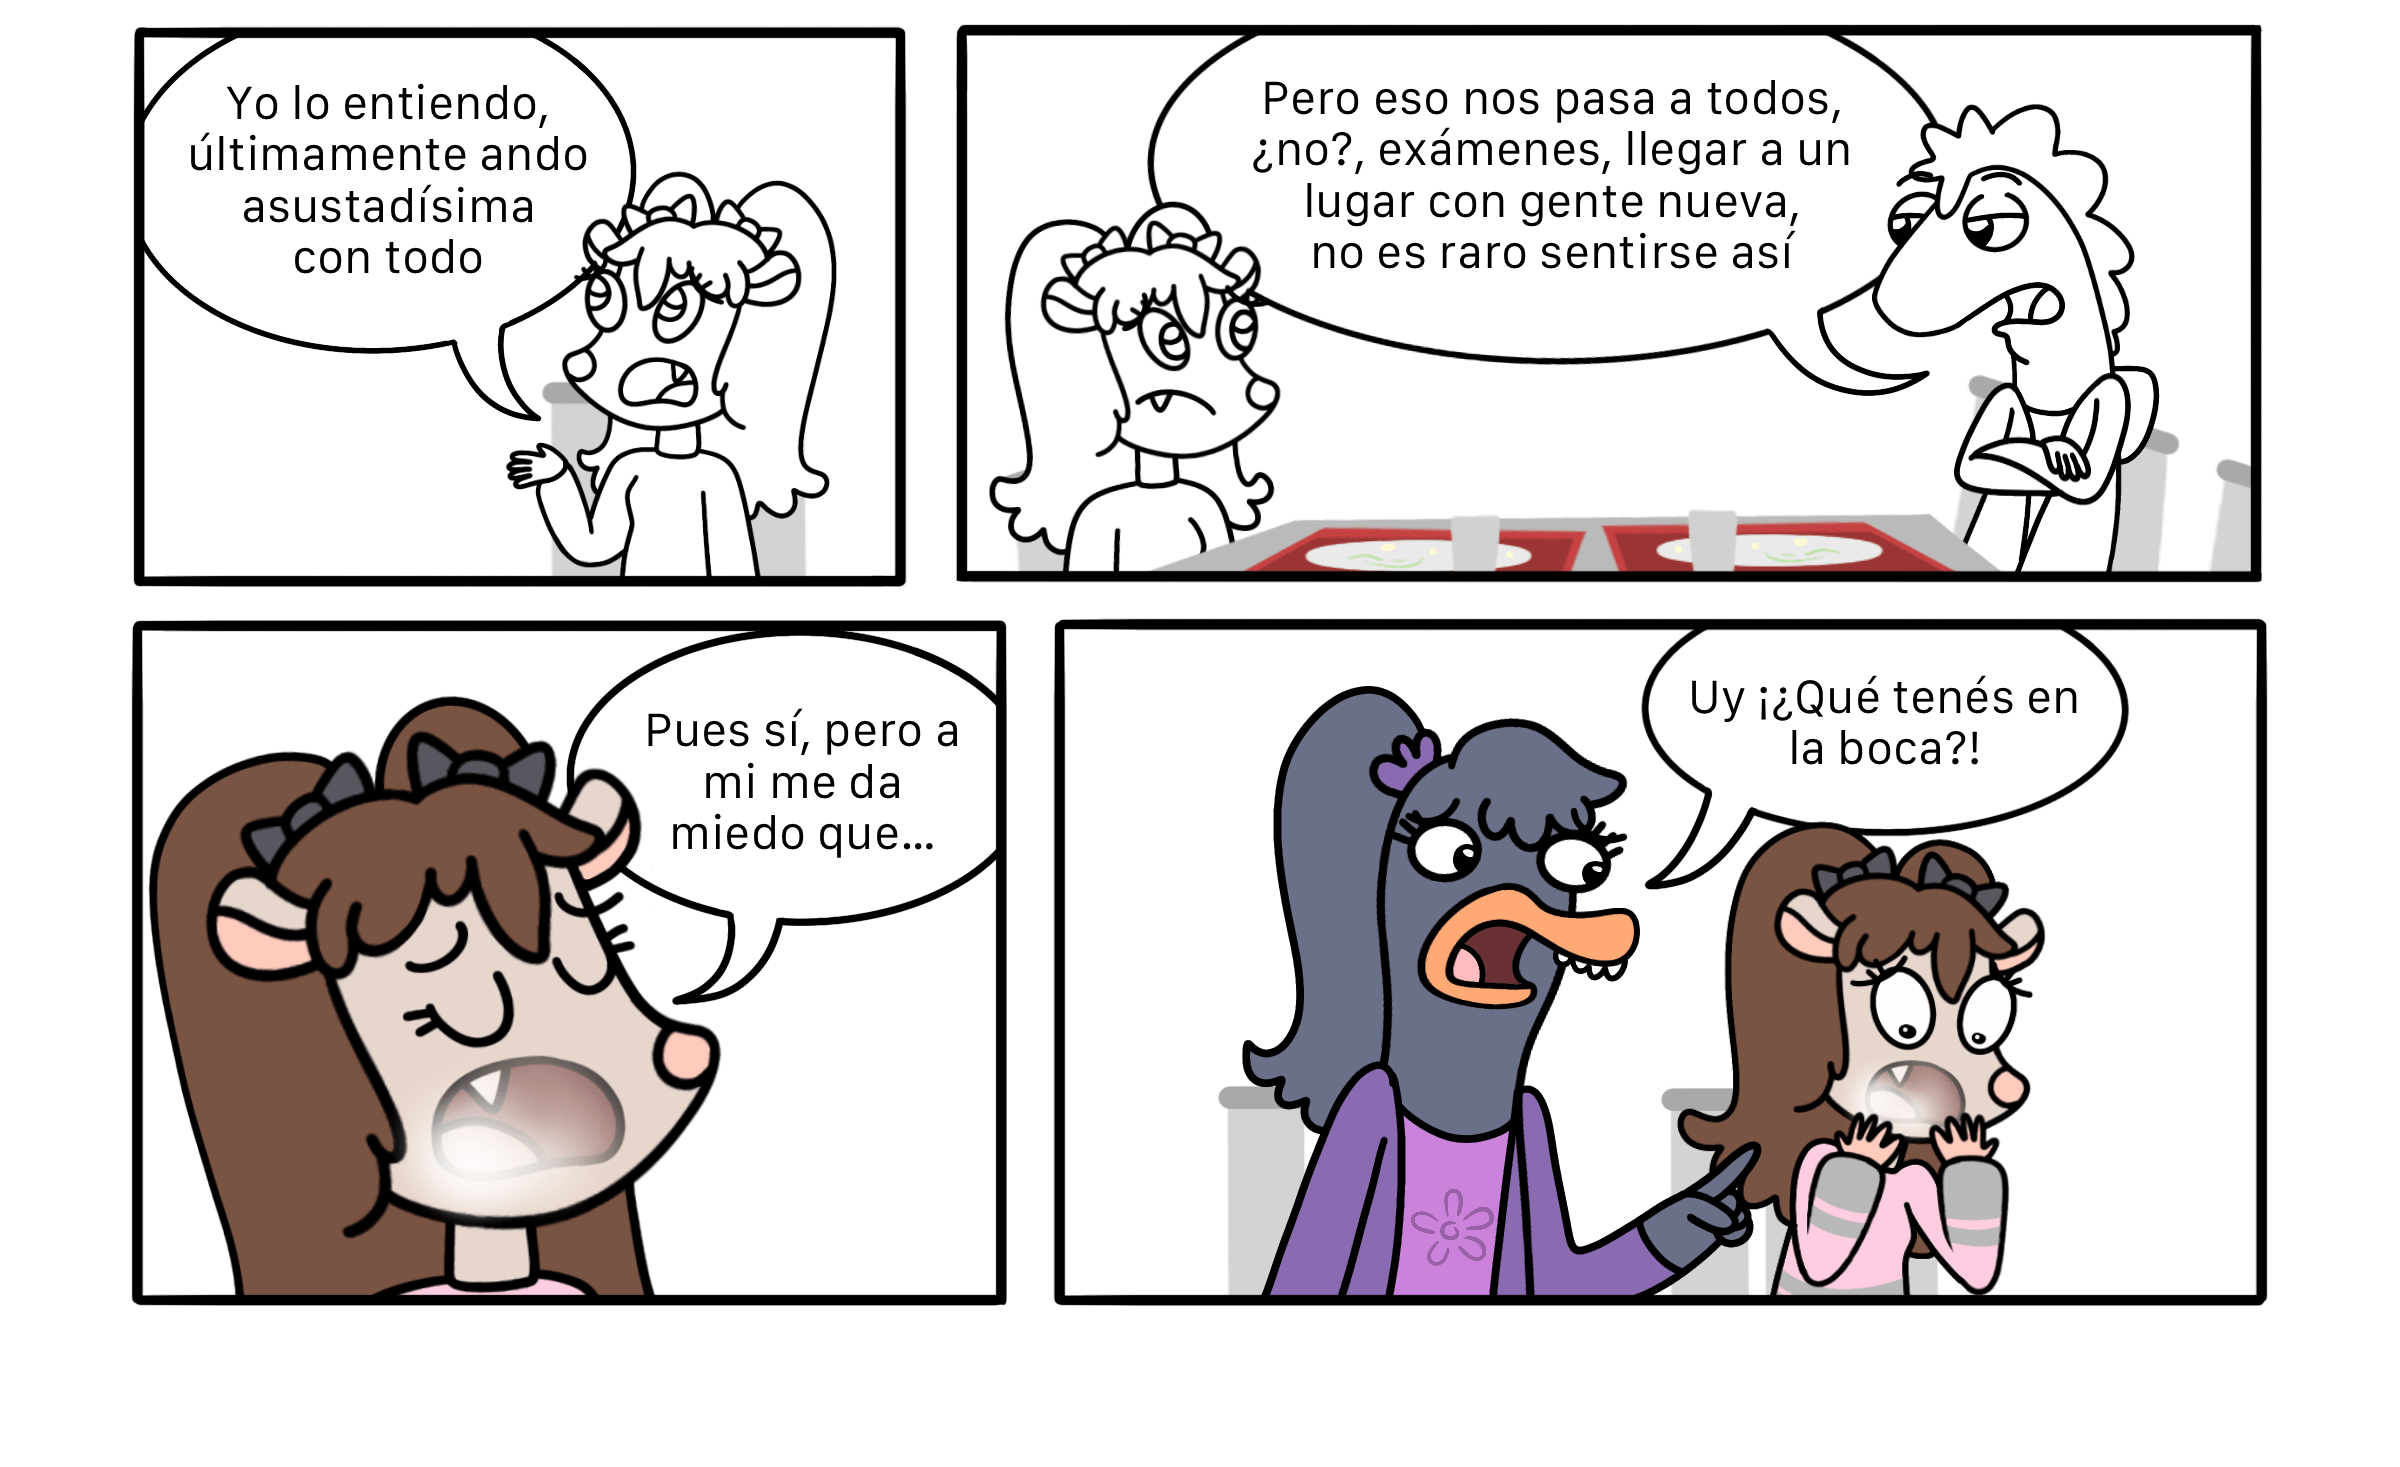 Yo lo entiendo,
últimamente ando
asustadísima
con todo
Pero eso nos pasa a todos,
¿no?, exámenes, llegar a un
lugar con gente nueva,
no es raro sentirse así
Pues sí, pero a
mi me da
miedo que...
Uy ¡¿Qué tenés en
la boca?!